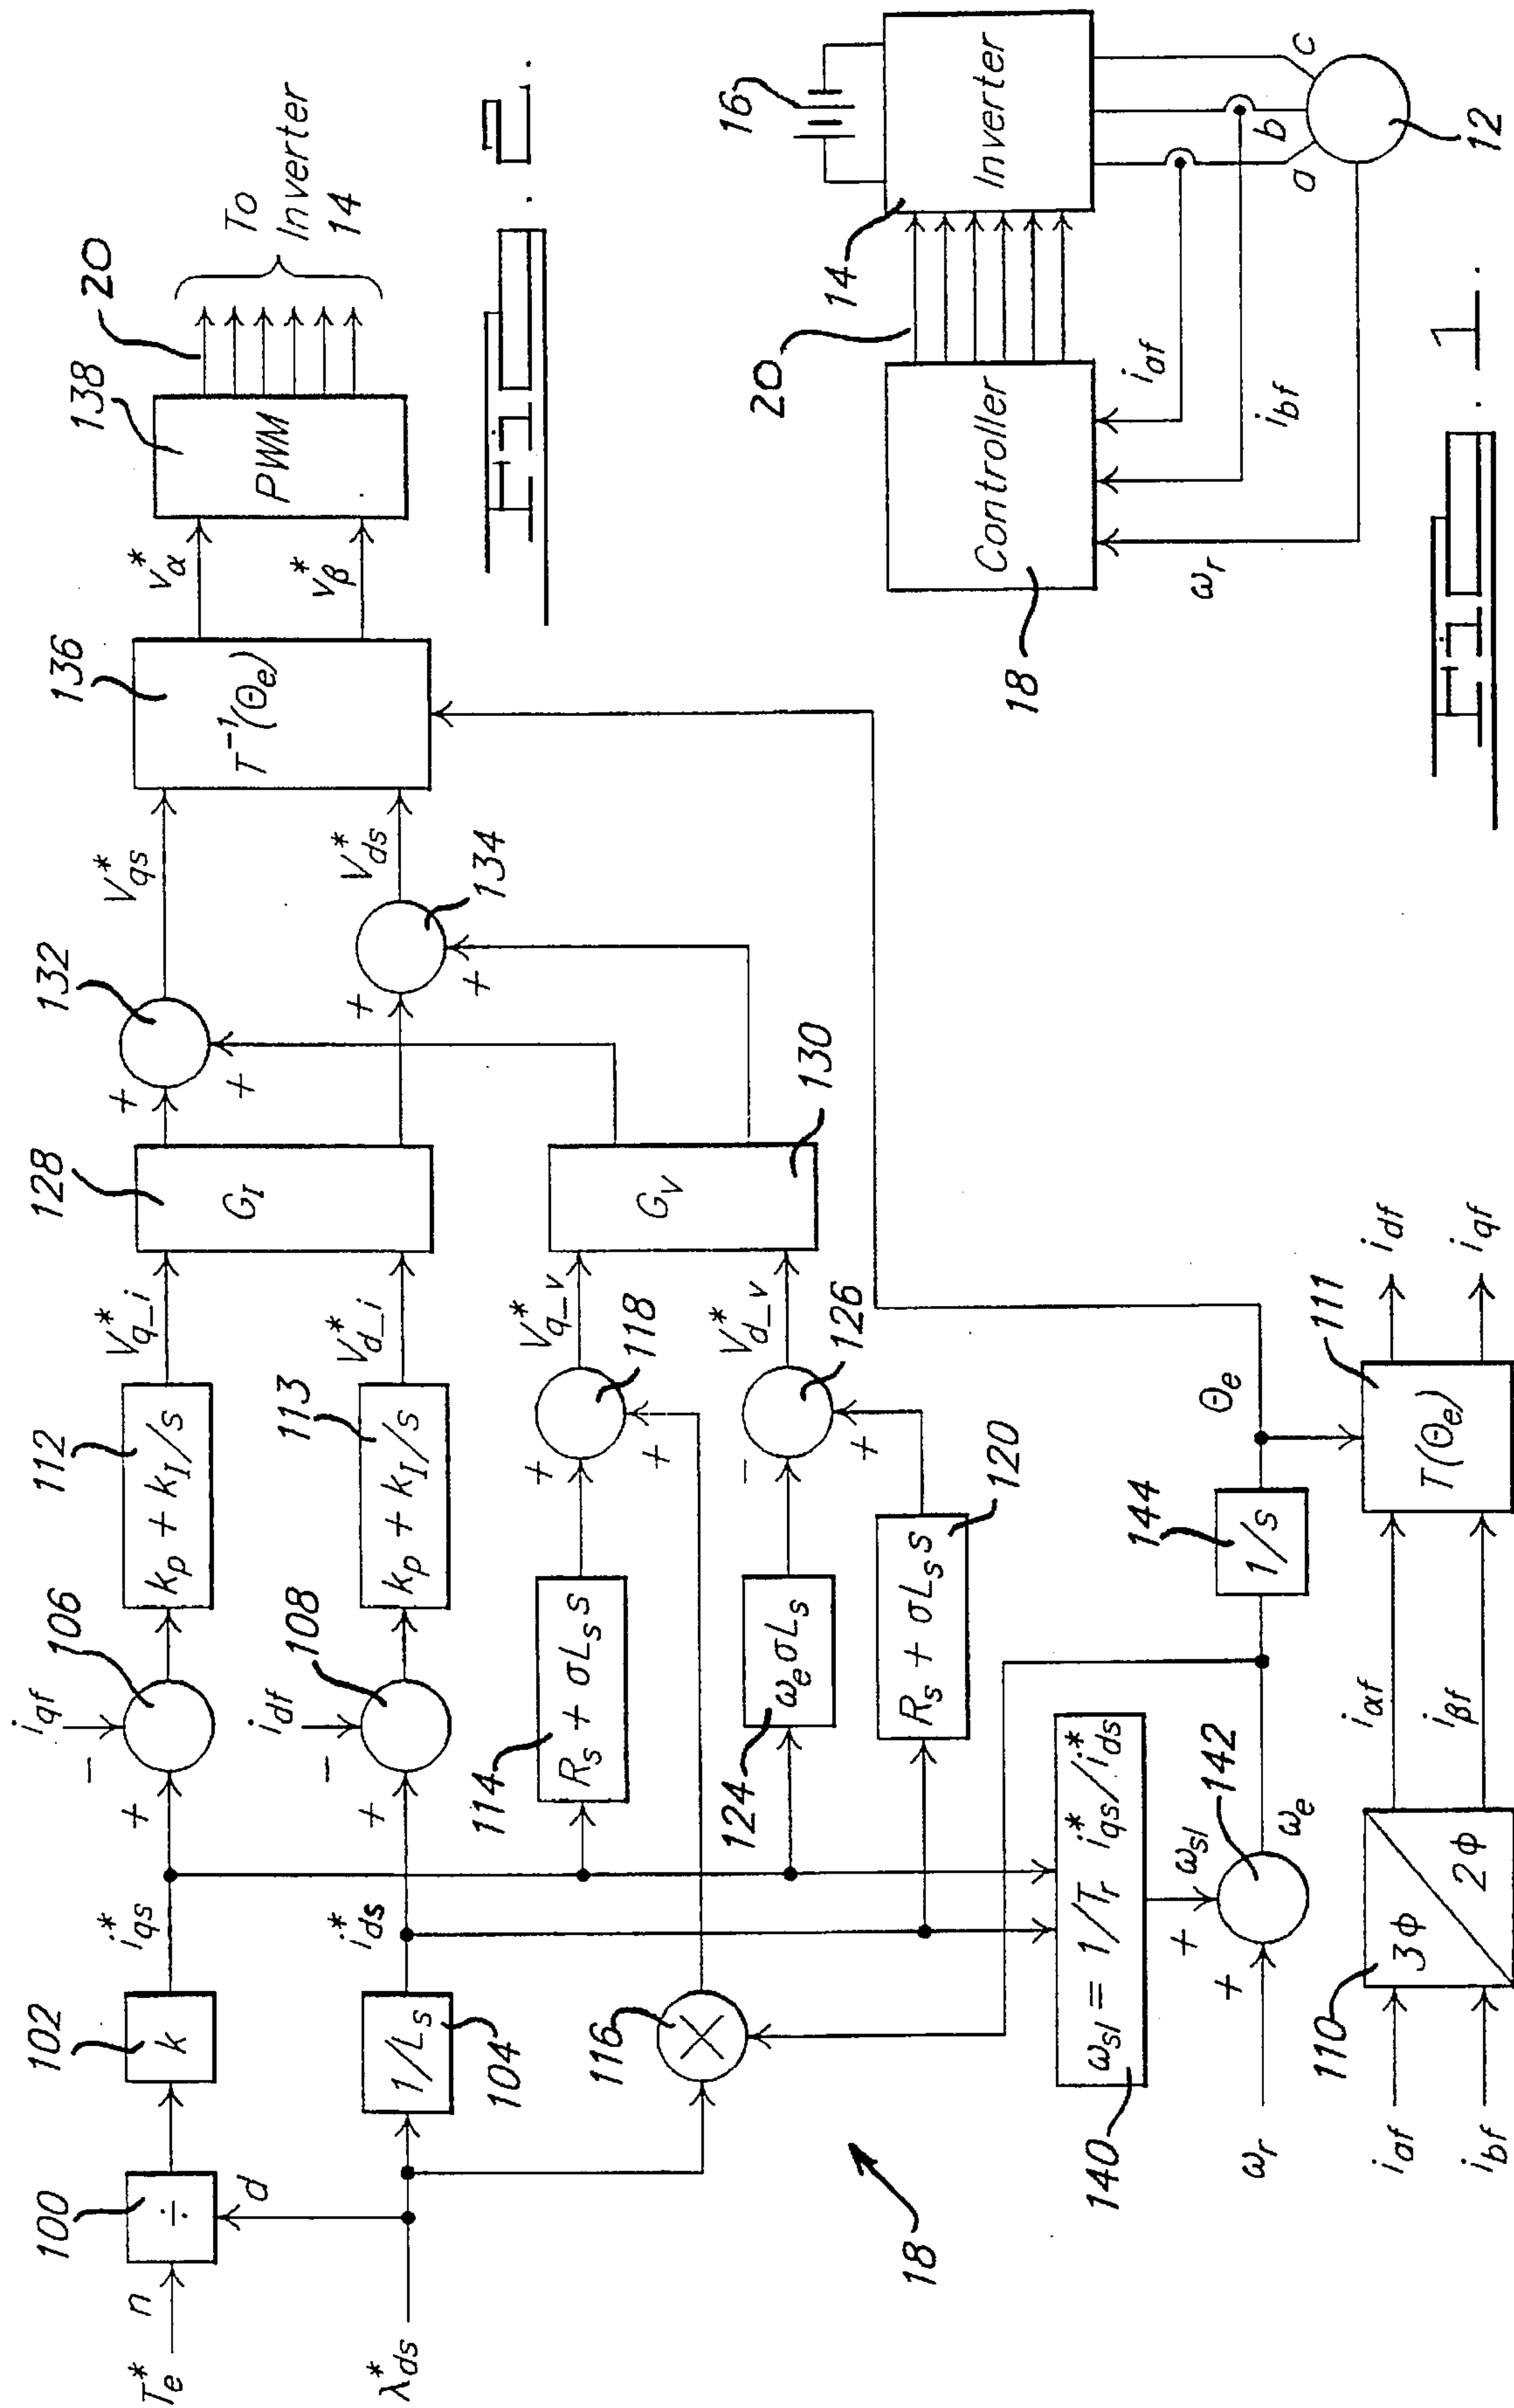 T*e n
100 ÷
d
102 k
i*qs
+ − iqf
106
112 kp + kI/s
V*q_i
128 GI
+ + 132
V*qs
136 T⁻¹(Θe)
v*α
v*β
138 PWM
20
To
Inverter
14
λ*ds
1/Ls 104
i*ds
+ − idf
108
113 kp + kI/s
V*d_i
+ + 134
V*ds
114 Rs + σLs s
+ + 118
V*q_v
GV 130
116 ×
124 ωe σLs
− + 126
V*d_v
Rs + σLs s 120
18
140 ωsl = 1/Tr i*qs/i*ds
ωsl
ωr + + 142
ωe
144 1/s
Θe
iaf
ibf
110 3Φ 2Φ
iαf
iβf
T(Θe) 111
idf
iqf
Fig. 2.
16
14 Inverter
20
18 Controller
iaf
ibf
ωr
a b c
12
Fig. 1.